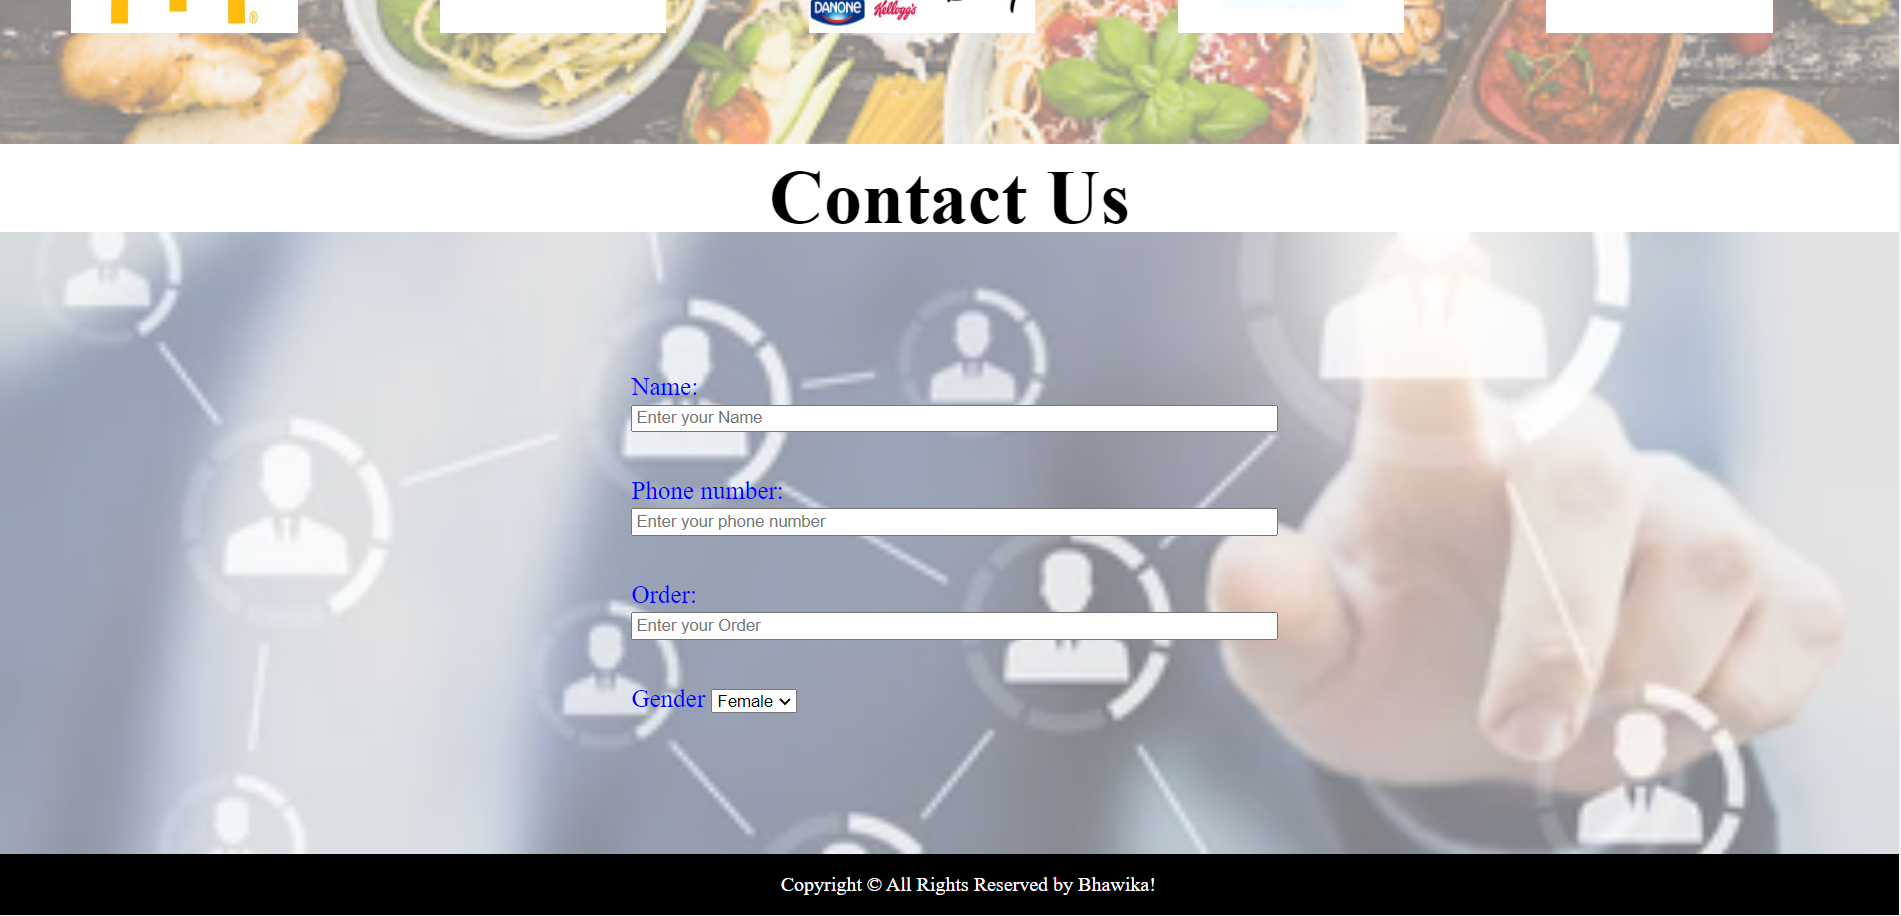 ®
DANONE
Kellogg's
Contact Us
Name:
Enter your Name
Phone number:
Enter your phone number
Order:
Enter your Order
Gender Female
Copyright © All Rights Reserved by Bhawika!